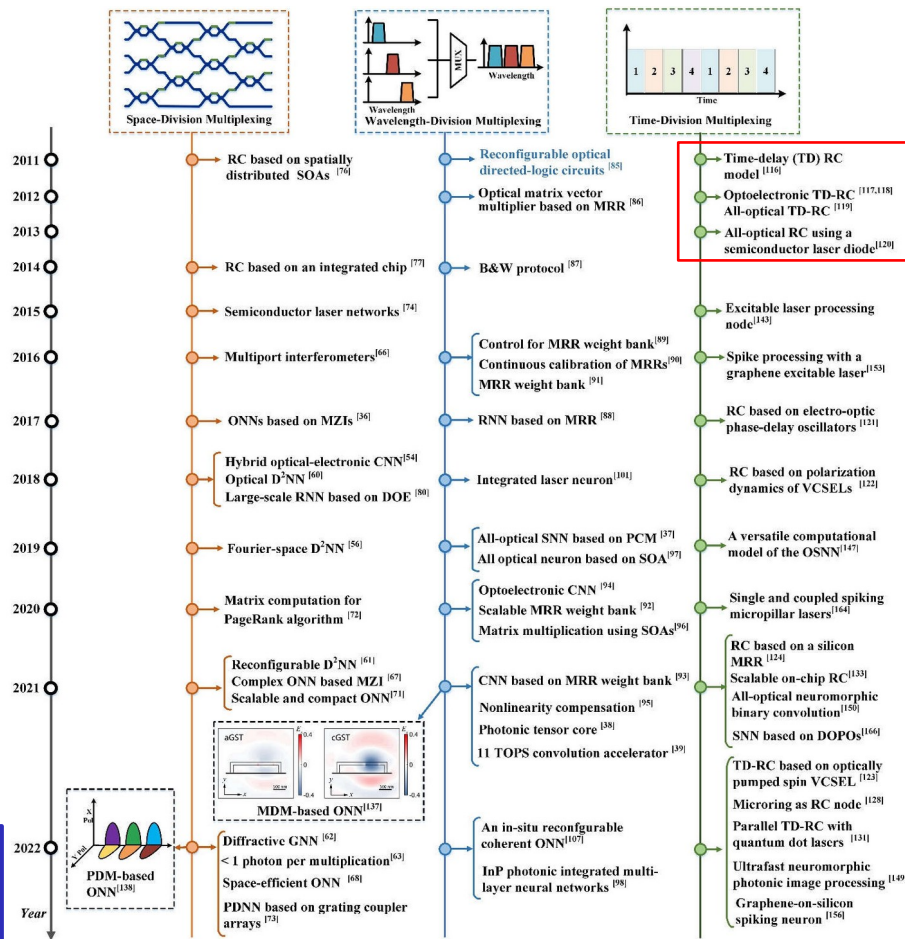 MUX
Wavelength
Wavelength
1 2 3 4 1 2 3 4
Time
Space-Division Multiplexing
Wavelength-Division Multiplexing
Time-Division Multiplexing
2011
RC based on spatially
distributed SOAs [76]
Reconfigurable optical
directed-logic circuits [85]
Time-delay (TD) RC
model [116]
2012
Optical matrix vector
multiplier based on MRR [86]
Optoelectronic TD-RC [117,118]
All-optical TD-RC [119]
2013
All-optical RC using a
semiconductor laser diode[120]
2014
RC based on an integrated chip [77]
B&W protocol [87]
2015
Semiconductor laser networks [74]
Excitable laser processing
node[143]
2016
Multiport interferometers[66]
Control for MRR weight bank[89]
Continuous calibration of MRRs[90]
MRR weight bank [91]
Spike processing with a
graphene excitable laser[153]
2017
ONNs based on MZIs [36]
RNN based on MRR [88]
RC based on electro-optic
phase-delay oscillators [121]
2018
Hybrid optical-electronic CNN[54]
Optical D2NN [60]
Large-scale RNN based on DOE [80]
Integrated laser neuron[101]
RC based on polarization
dynamics of VCSELs [122]
2019
Fourier-space D2NN [56]
All-optical SNN based on PCM [37]
All optical neuron based on SOA[97]
A versatile computational
model of the OSNN[147]
2020
Matrix computation for
PageRank algorithm [72]
Optoelectronic CNN [94]
Scalable MRR weight bank [92]
Matrix multiplication using SOAs[96]
Single and coupled spiking
micropillar lasers[164]
2021
Reconfigurable D2NN [61]
Complex ONN based MZI [67]
Scalable and compact ONN[71]
CNN based on MRR weight bank [93]
Nonlinearity compensation [95]
Photonic tensor core [38]
11 TOPS convolution accelerator [39]
RC based on a silicon
MRR [124]
Scalable on-chip RC[133]
All-optical neuromorphic
binary convolution[150]
SNN based on DOPOs[166]
aGST
cGST
E
0.4
E
0.4
-0.4
y
x
y
x
500 nm
MDM-based ONN[137]
X
Pol
Y Pol
PDM-based
ONN[138]
2022
Diffractive GNN [62]
< 1 photon per multiplication[63]
Space-efficient ONN [68]
PDNN based on grating coupler
arrays [73]
An in-situ reconfgurable
coherent ONN[107]
InP photonic integrated multi-
layer neural networks [98]
TD-RC based on optically
pumped spin VCSEL [123]
Microring as RC node [128]
Parallel TD-RC with
quantum dot lasers [131]
Ultrafast neuromorphic
photonic image processing [149
Graphene-on-silicon
spiking neuron [156]
Year